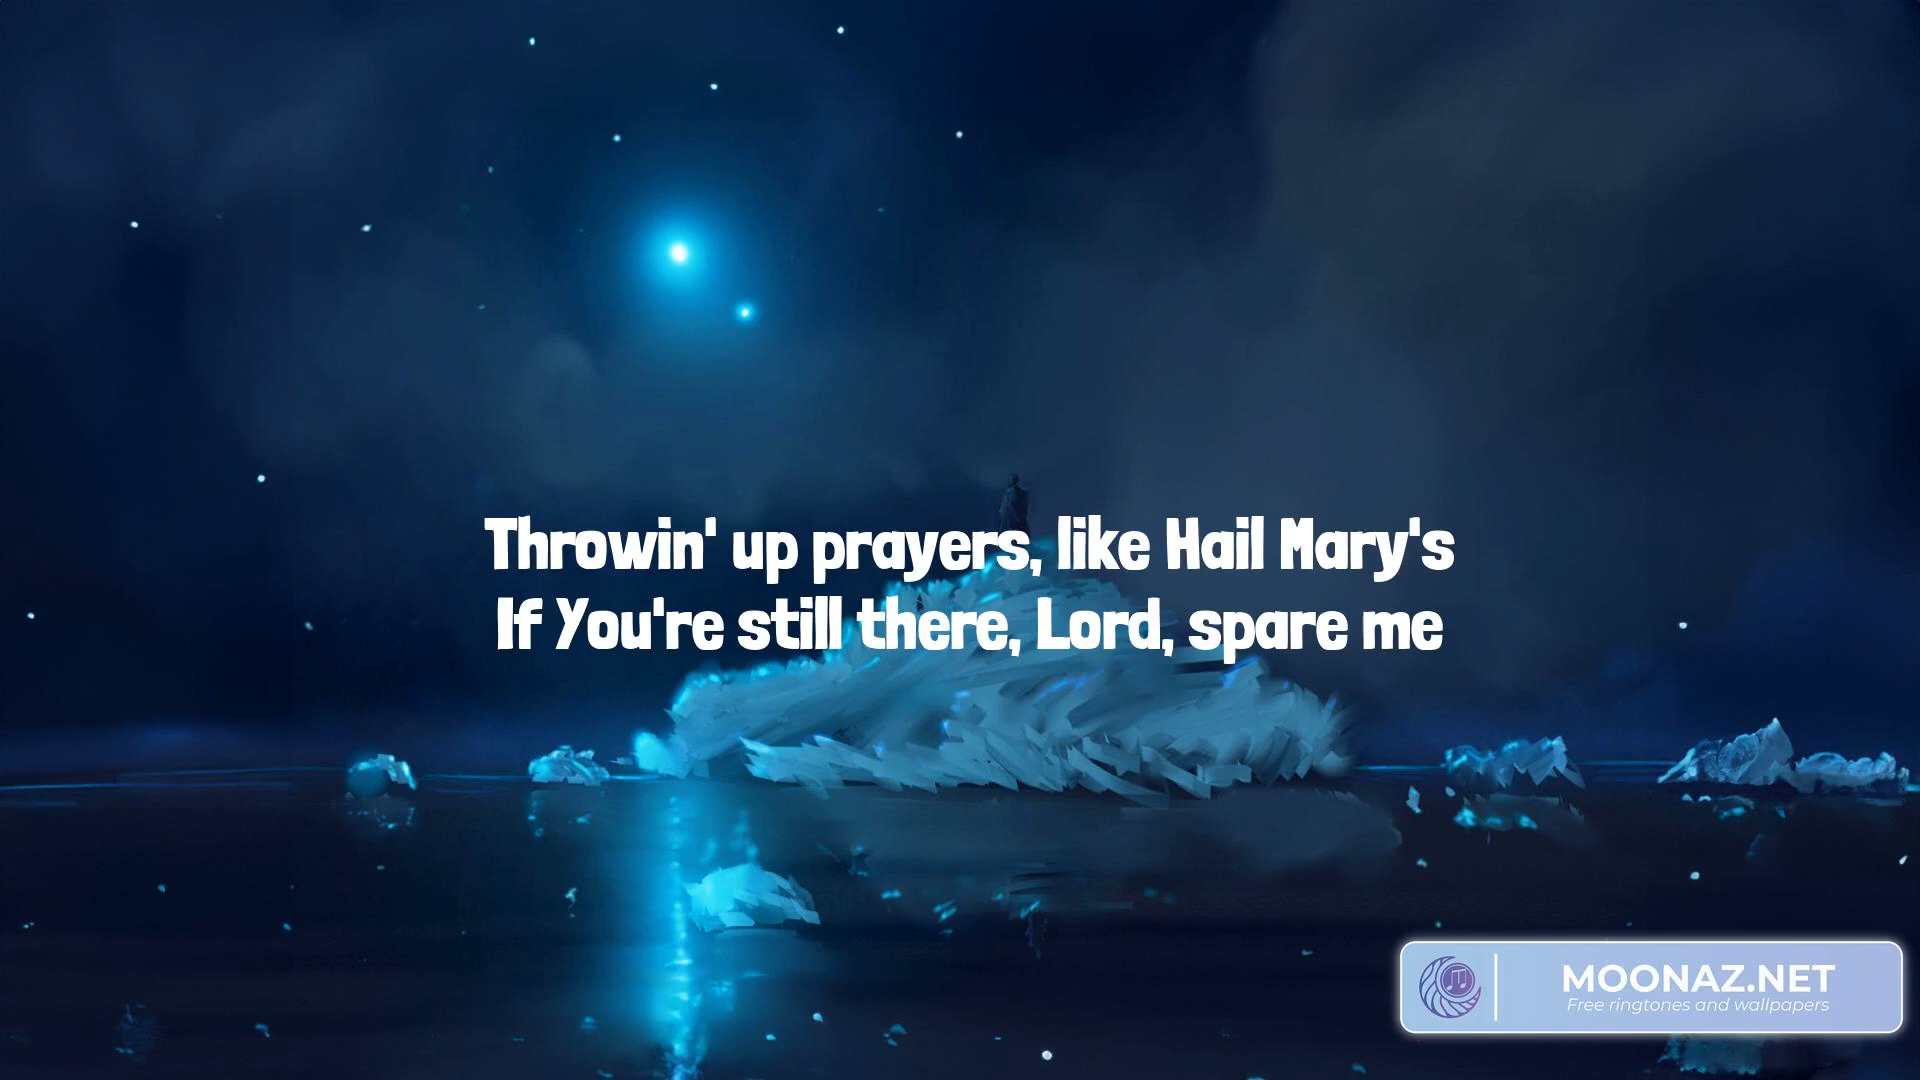 Throwin' up prayers, like Hail Mary's
If You're still there, Lord, spare me
MOONAZ.NET
Free ringtones and wallpapers